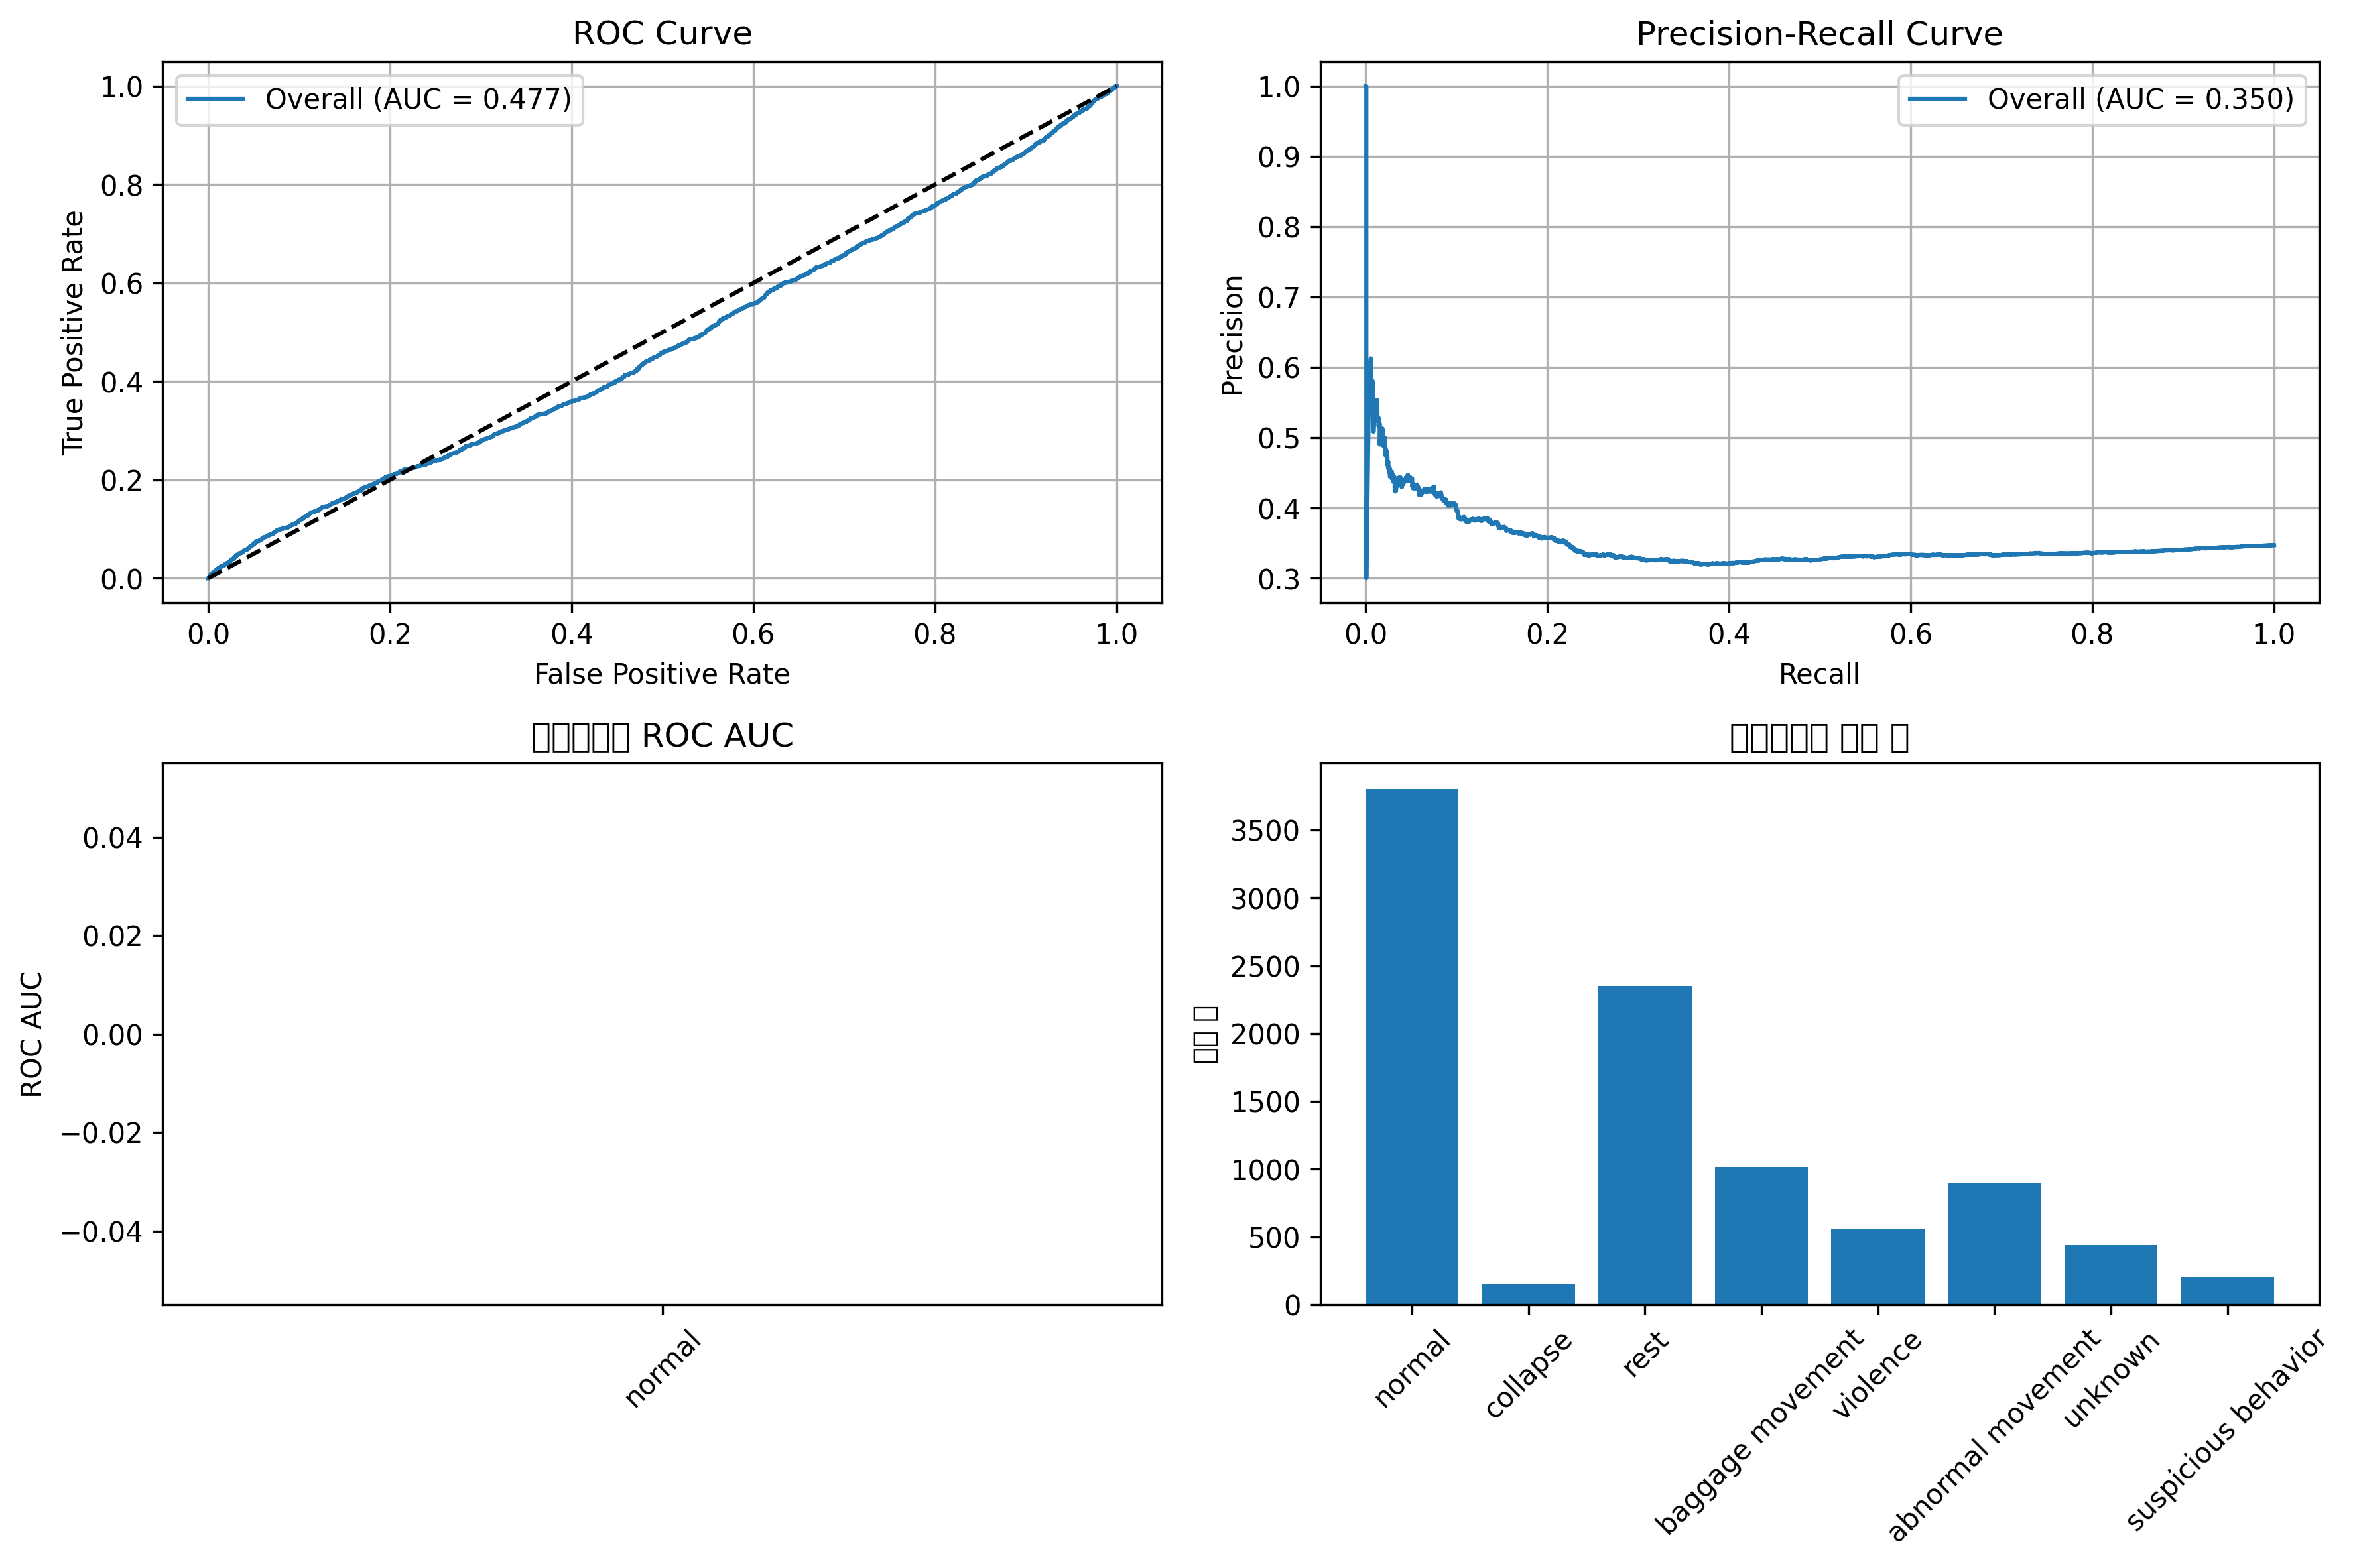 ROC Curve
Overall (AUC = 0.477)
1.0
0.8
0.6
0.4
0.2
0.0
True Positive Rate
0.0 0.2 0.4 0.6 0.8 1.0
False Positive Rate
Precision-Recall Curve
Overall (AUC = 0.350)
1.0
0.9
0.8
0.7
0.6
0.5
0.4
0.3
Precision
0.0 0.2 0.4 0.6 0.8 1.0
Recall
ROC AUC
0.04
0.02
0.00
−0.02
−0.04
ROC AUC
normal
3500
3000
2500
2000
1500
1000
500
0
normal
collapse
rest
baggage movement
violence
abnormal movement
unknown
suspicious behavior